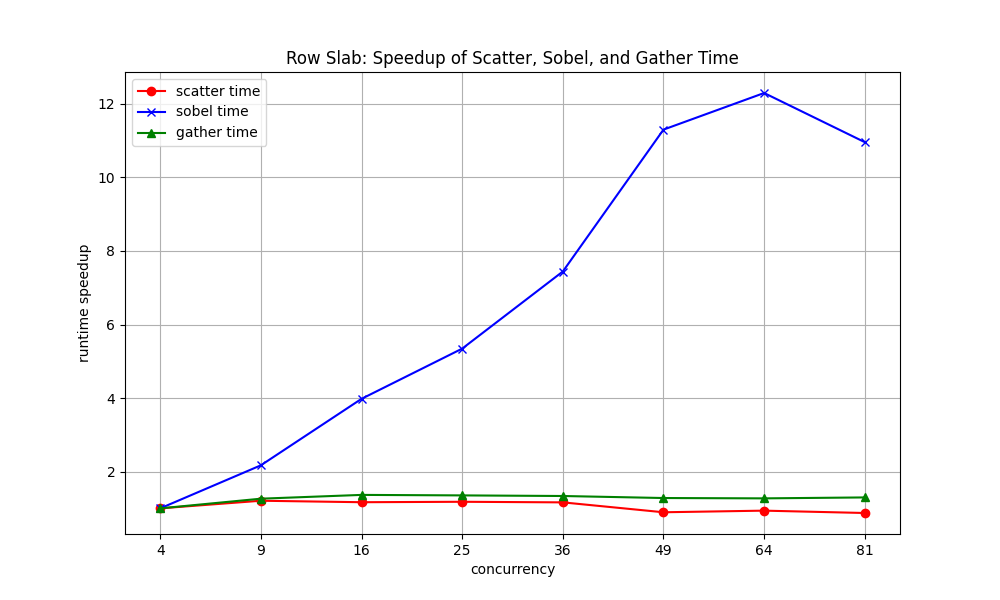 Row Slab: Speedup of Scatter, Sobel, and Gather Time
scatter time
sobel time
gather time
12
10
8
6
4
2
runtime speedup
4 9 16 25 36 49 64 81
concurrency